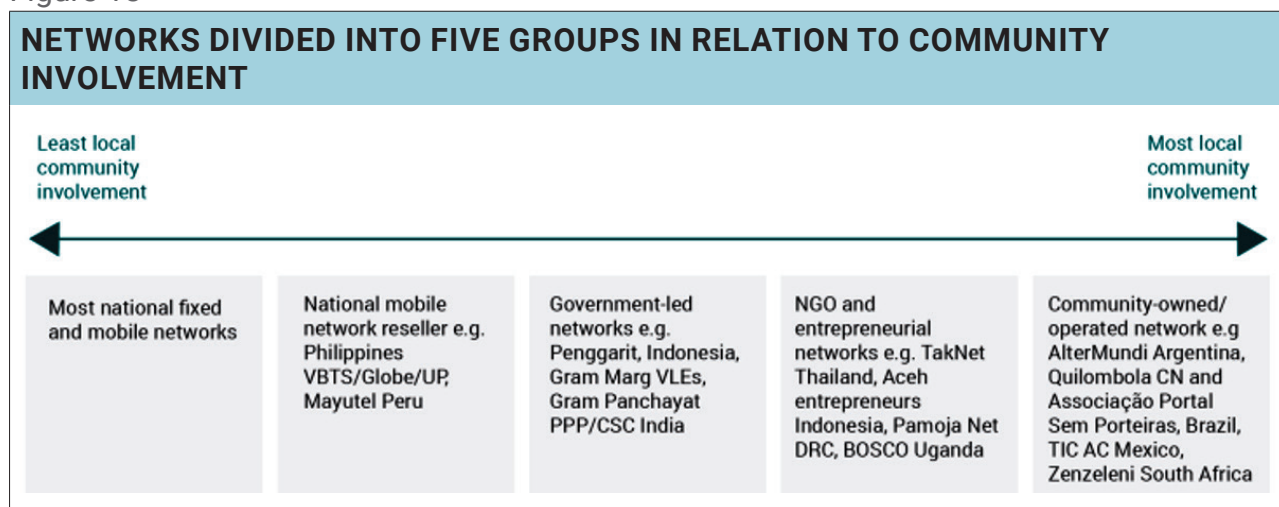 NETWORKS DIVIDED INTO FIVE GROUPS IN RELATION TO COMMUNITY
INVOLVEMENT
Least local
community
involvement
Most local
community
involvement
Most national fixed
and mobile networks
National mobile
network reseller e.g.
Philippines
VBTS/Globe/UP,
Mayutel Peru
Government-led
networks e.g.
Penggarit, Indonesia,
Gram Marg VLEs,
Gram Panchayat
PPP/CSC India
NGO and
entrepreneurial
networks e.g. TakNet
Thailand, Aceh
entrepreneurs
Indonesia, Pamoja Net
DRC, BOSCO Uganda
Community-owned/
operated network e.g
AlterMundi Argentina,
Quilombola CN and
Associação Portal
Sem Porteiras, Brazil,
TIC AC Mexico,
Zenzeleni South Africa